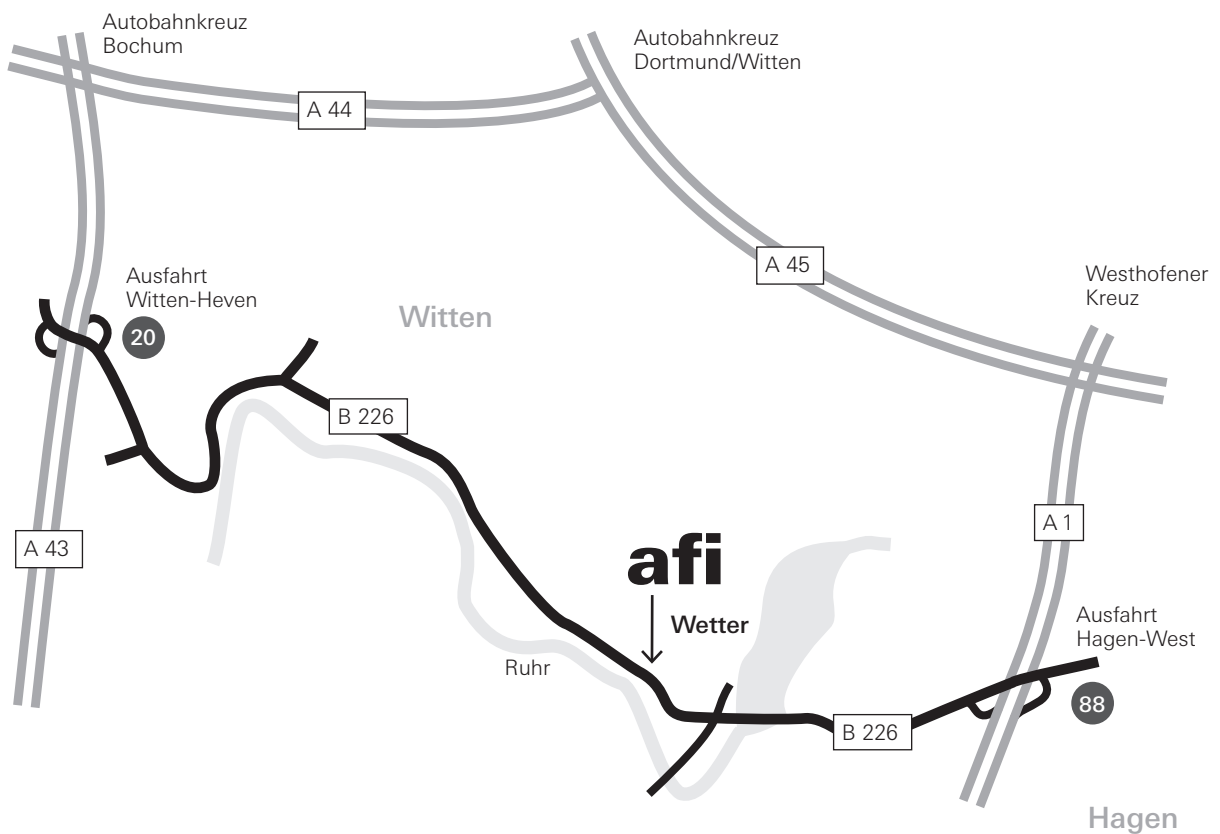 Autobahnkreuz
Bochum
Autobahnkreuz
Dortmund/Witten
A 44
A 45
Westhofener
Kreuz
Ausfahrt
Witten-Heven
20
Witten
B 226
A 43
A 1
afi
Wetter
Ausfahrt
Hagen-West
Ruhr
88
B 226
Hagen